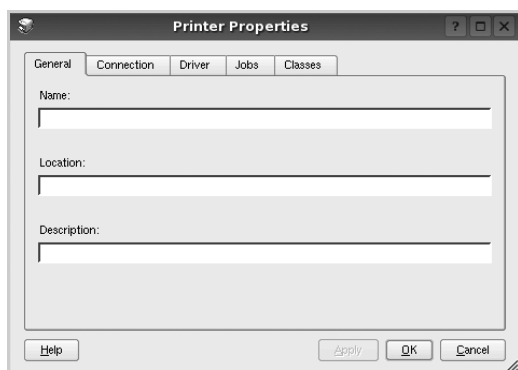 Printer Properties
?
General Connection Driver Jobs Classes
Name:
Location:
Description:
Help Apply OK Cancel